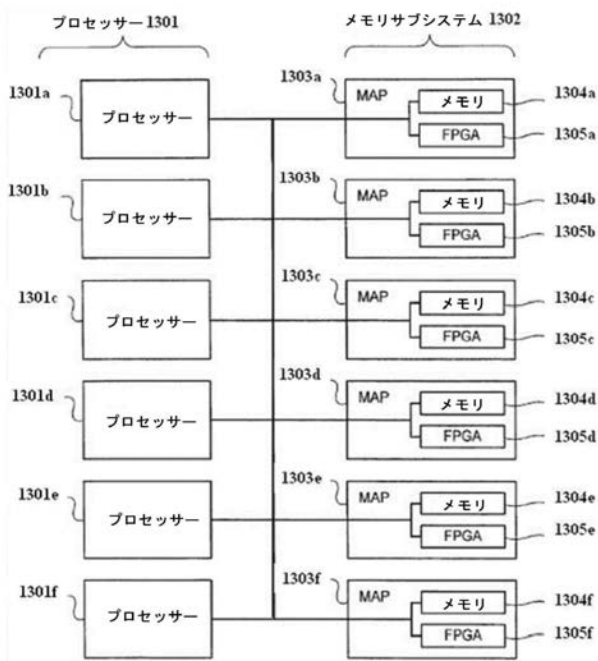 プロセッサー 1301
メモリサブシステム 1302
1301a
プロセッサー
1303a
MAP
メモリ
1304a
FPGA
1305a
1301b
プロセッサー
1303b
MAP
メモリ
1304b
FPGA
1305b
1301c
プロセッサー
1303c
MAP
メモリ
1304c
FPGA
1305c
1301d
プロセッサー
1303d
MAP
メモリ
1304d
FPGA
1305d
1301e
プロセッサー
1303e
MAP
メモリ
1304e
FPGA
1305e
1301f
プロセッサー
1303f
MAP
メモリ
1304f
FPGA
1305f